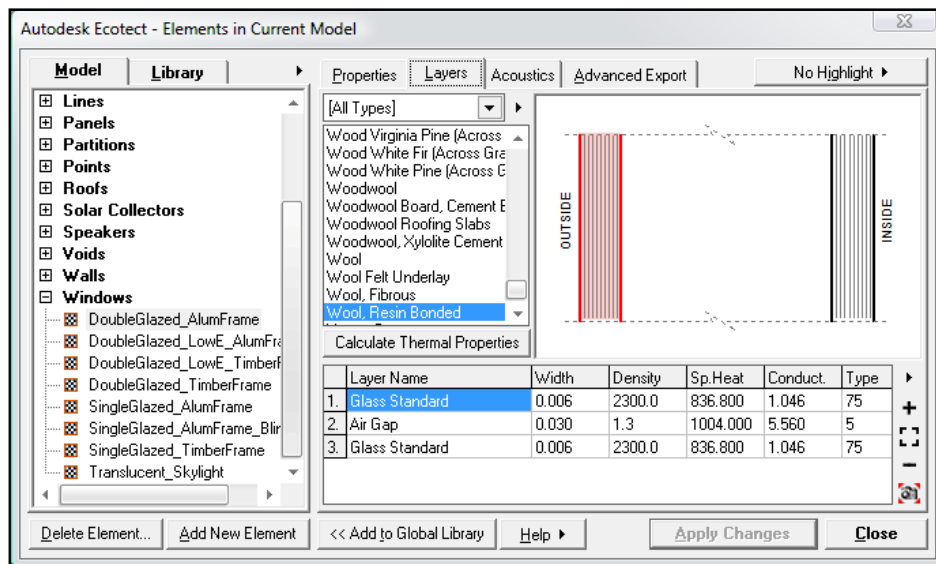 Autodesk Ecotect - Elements in Current Model
Model
Library
Lines
Panels
Partitions
Points
Roofs
Solar Collectors
Speakers
Voids
Walls
Windows
DoubleGlazed_AlumFrame
DoubleGlazed_LowE_AlumFra
DoubleGlazed_LowE_TimberF
DoubleGlazed_TimberFrame
SingleGlazed_AlumFrame
SingleGlazed_AlumFrame_Blin
SingleGlazed_TimberFrame
Translucent_Skylight
Delete Element...
Add New Element
Properties
Layers
Acoustics
Advanced Export
No Highlight
[All Types]
Wood Virginia Pine (Across
Wood White Fir (Across Gra
Wood White Pine (Across G
Woodwool
Woodwool Board, Cement B
Woodwool Roofing Slabs
Woodwool, Xylolite Cement
Wool
Wool Felt Underlay
Wool, Fibrous
Wool, Resin Bonded
Calculate Thermal Properties
OUTSIDE
INSIDE
Layer Name Width Density Sp.Heat Conduct. Type
1. Glass Standard 0.006 2300.0 836.800 1.046 75
2. Air Gap 0.030 1.3 1004.000 5.560 5
3. Glass Standard 0.006 2300.0 836.800 1.046 75
<< Add to Global Library
Help
Apply Changes
Close